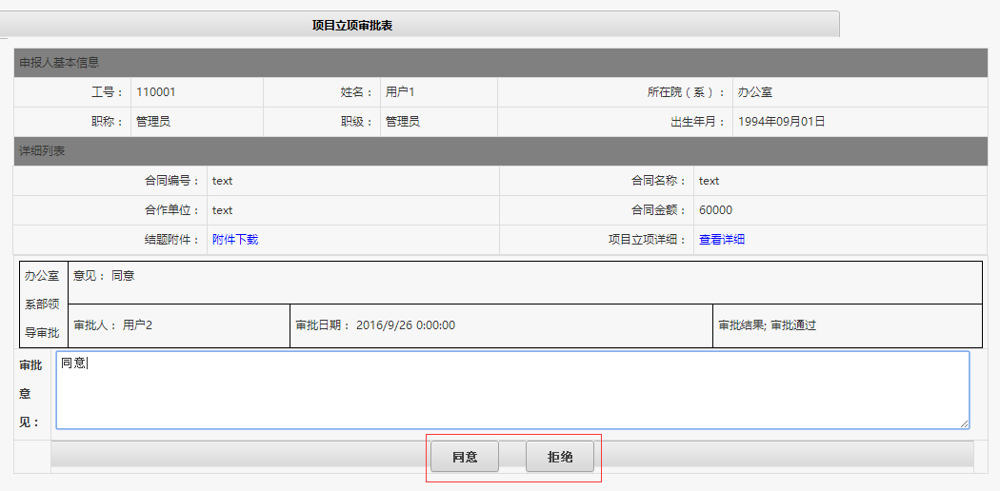 项目立项审批表
申报人基本信息
工号： 110001 姓名： 用户1 所在院（系）： 办公室
职称： 管理员 职级： 管理员 出生年月： 1994年09月01日
详细列表
合同编号： text 合同名称： text
合作单位： text 合同金额： 60000
结题附件： 附件下载 项目立项详细： 查看详细
办公室
系部领
导审批
意见： 同意
审批人： 用户2 审批日期： 2016/9/26 0:00:00 审批结果; 审批通过
审批
意
见：
同意
同意 拒绝